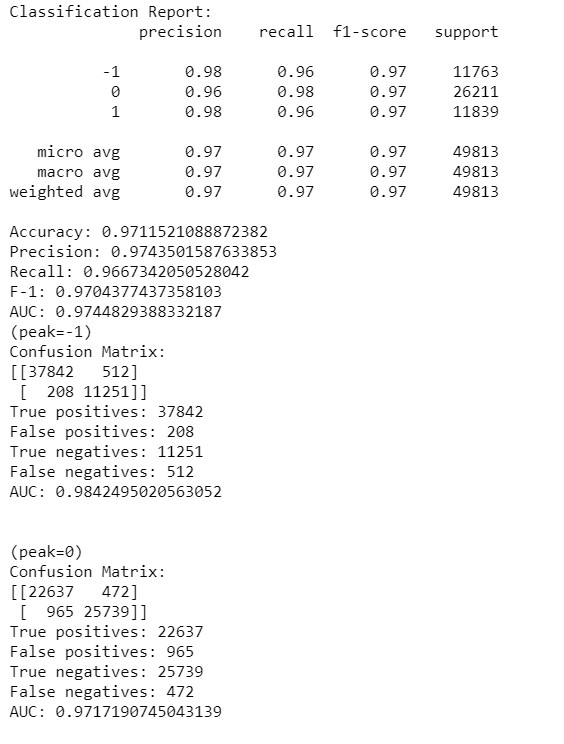 Classification Report:
precision recall f1-score support
-1 0.98 0.96 0.97 11763
0 0.96 0.98 0.97 26211
1 0.98 0.96 0.97 11839
micro avg 0.97 0.97 0.97 49813
macro avg 0.97 0.97 0.97 49813
weighted avg 0.97 0.97 0.97 49813
Accuracy: 0.9711521088872382
Precision: 0.9743501587633853
Recall: 0.9667342050528042
F-1: 0.9704377437358103
AUC: 0.9744829388332187
(peak=-1)
Confusion Matrix:
[[37842 512]
[ 208 11251]]
True positives: 37842
False positives: 208
True negatives: 11251
False negatives: 512
AUC: 0.9842495020563052
(peak=0)
Confusion Matrix:
[[22637 472]
[ 965 25739]]
True positives: 22637
False positives: 965
True negatives: 25739
False negatives: 472
AUC: 0.9717190745043139